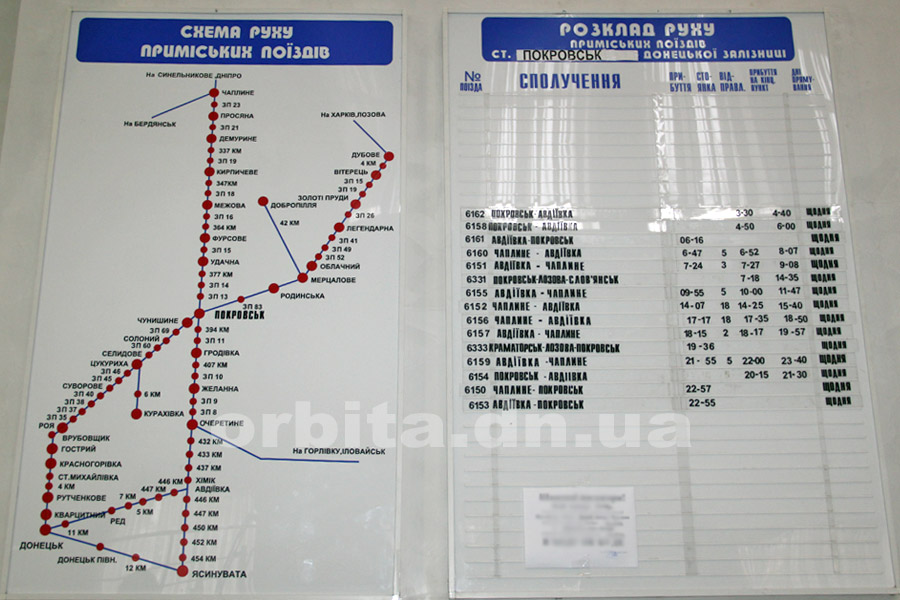 СХЕМА РУХУ
ПРИМІСЬКИХ ПОЇЗДІВ
На СИНЕЛЬНИКОВЕ,ДНІПРО
ЧАПЛИНЕ
ЗП 23
ПРОСЯНА
На БЕРДЯНСЬК
ЗП 21
ДЕМУРИНЕ
337 КМ
ЗП 19
КИРПИЧЕВЕ
347КМ
ЗП 18
МЕЖОВА
ЗП 16
364 КМ
ФУРСОВЕ
ЗП 15
УДАЧНА
377 КМ
ЗП 14
ЗП 13
ПОКРОВСЬК
На ХАРКІВ,ЛОЗОВА
ДУБОВЕ
4 КМ
ВІТЕРЕЦЬ
ЗП 15
ЗП 19
ЗОЛОТІ ПРУДИ
ЗП 26
ЛЕГЕНДАРНА
ЗП 41
ЗП 49
ЗП 52
ОБЛАЧНИЙ
МЕРЦАЛОВЕ
ДОБРОПІЛЛЯ
42 КМ
РОДИНСЬКА
ЗП 83
ЧУНИШИНЕ
ЗП 69
СОЛОНИЙ
ЗП 60
СЕЛИДОВЕ
ЦУКУРИХА
ЗП 46
ЗП 45
СУВОРОВЕ
ЗП 40
ЗП 38
ЗП 37
ЗП 35
РОЯ
6 КМ
КУРАХІВКА
ВРУБОВЩИК
ГОСТРИЙ
КРАСНОГОРІВКА
СТ.МИХАЙЛІВКА
4 КМ
РУТЧЕНКОВЕ
КВАРЦИТНИЙ
ДОНЕЦЬК
394 КМ
ЗП 11
ГРОДІВКА
407 КМ
ЗП 10
ЖЕЛАННА
ЗП 9
ЗП 8
ОЧЕРЕТИНЕ
На ГОРЛІВКУ,ІЛОВАЙСЬК
432 КМ
433 КМ
437 КМ
ХІМІК
АВДІЇВКА
446 КМ
447 КМ
7 КМ
5 КМ
РЕД
11 КМ
446 КМ
447 КМ
450 КМ
452 КМ
454 КМ
ЯСИНУВАТА
ДОНЕЦЬК ПІВН.
12 КМ
РОЗКЛАД РУХУ
ПРИМІСЬКИХ ПОЇЗДІВ
СТ. ПОКРОВСЬК ДОНЕЦЬКОЇ ЗАЛІЗНИЦІ
№ ПОЇЗДА СПОЛУЧЕННЯ ПРИ-БУТТЯ СТО-ЯНКА ВІД-ПРАВА. ПРИБУТТЯ НА КІНЦ. ПУНКТ ДНІ ПРЯМУ-ВАННЯ
6162 ПОКРОВСЬК-АВДІЇВКА 3-30 4-40 ЩОДНЯ
6158 ПОКРОВСЬК - АВДІЇВКА 4-50 6-00 ЩОДНЯ
6161 АВДІЇВКА-ПОКРОВСЬК 06-16 ЩОДНЯ
6160 ЧАПЛИНЕ - АВДІЇВКА 6-47 5 6-52 8-07 ЩОДНЯ
6151 АВДІЇВКА- ЧАПЛИНЕ 7-24 3 7-27 9-08 ЩОДНЯ
6331 ПОКРОВСЬК-ЛОЗОВА-СЛОВ'ЯНСЬК 7-18 14-35 ЩОДНЯ
6155 АВДІЇВКА- ЧАПЛИНЕ 09-55 5 10-00 11-47 ЩОДНЯ
6152 ЧАПЛИНЕ - АВДІЇВКА 14-07 18 14-25 15-40 ЩОДНЯ
6156 ЧАПЛИНЕ - АВДІЇВКА 17-17 18 17-35 18-50 ЩОДНЯ
6157 АВДІЇВКА- ЧАПЛИНЕ 18-15 2 18-17 19-57 ЩОДНЯ
6333 КРАМАТОРСЬК-ЛОЗОВА-ПОКРОВСЬК 19-36 ЩОДНЯ
6159 АВДІЇВКА- ЧАПЛИНЕ 21-55 5 22-00 23-40 ЩОДНЯ
6154 ПОКРОВСЬК - АВДІЇВКА 20-15 21-30 ЩОДНЯ
6150 ЧАПЛИНЕ- ПОКРОВСЬК 22-57 ЩОДНЯ
6153 АВДІЇВКА-ПОКРОВСЬК 22-55 ЩОДНЯ
orbita.dn.ua